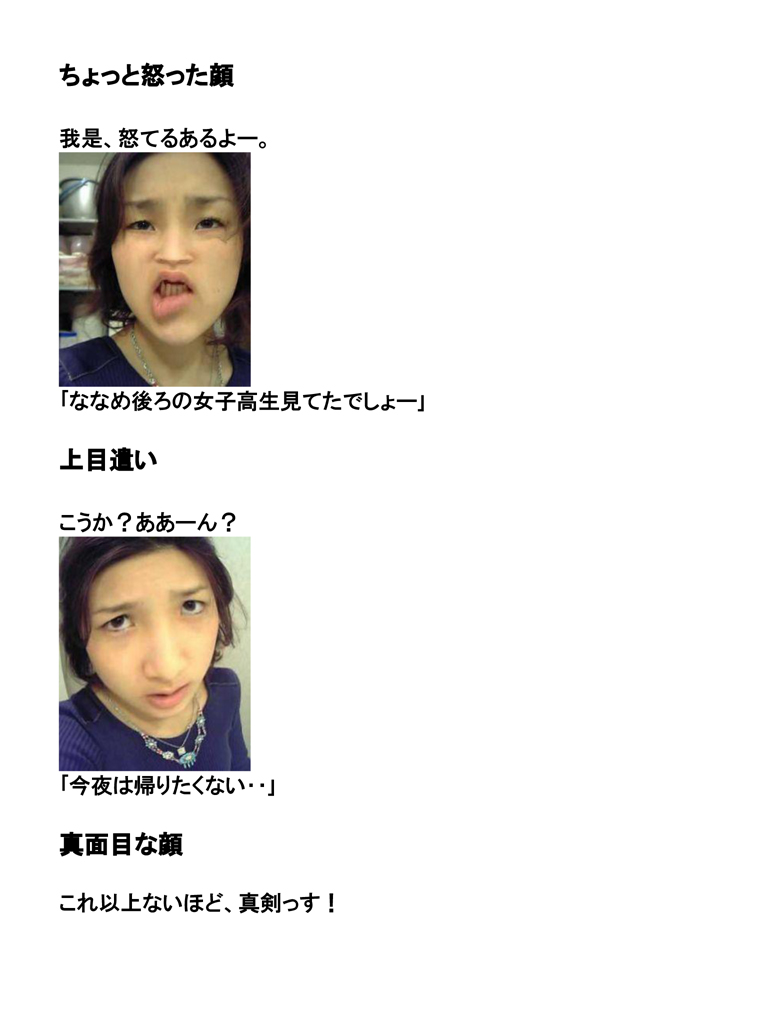 ちょっと怒った顔
我是、怒てるあるよー。
「ななめ後ろの女子高生見てたでしょー」
上目遣い
こうか？ああーん？
「今夜は帰りたくない・・」
真面目な顔
これ以上ないほど、真剣っす！